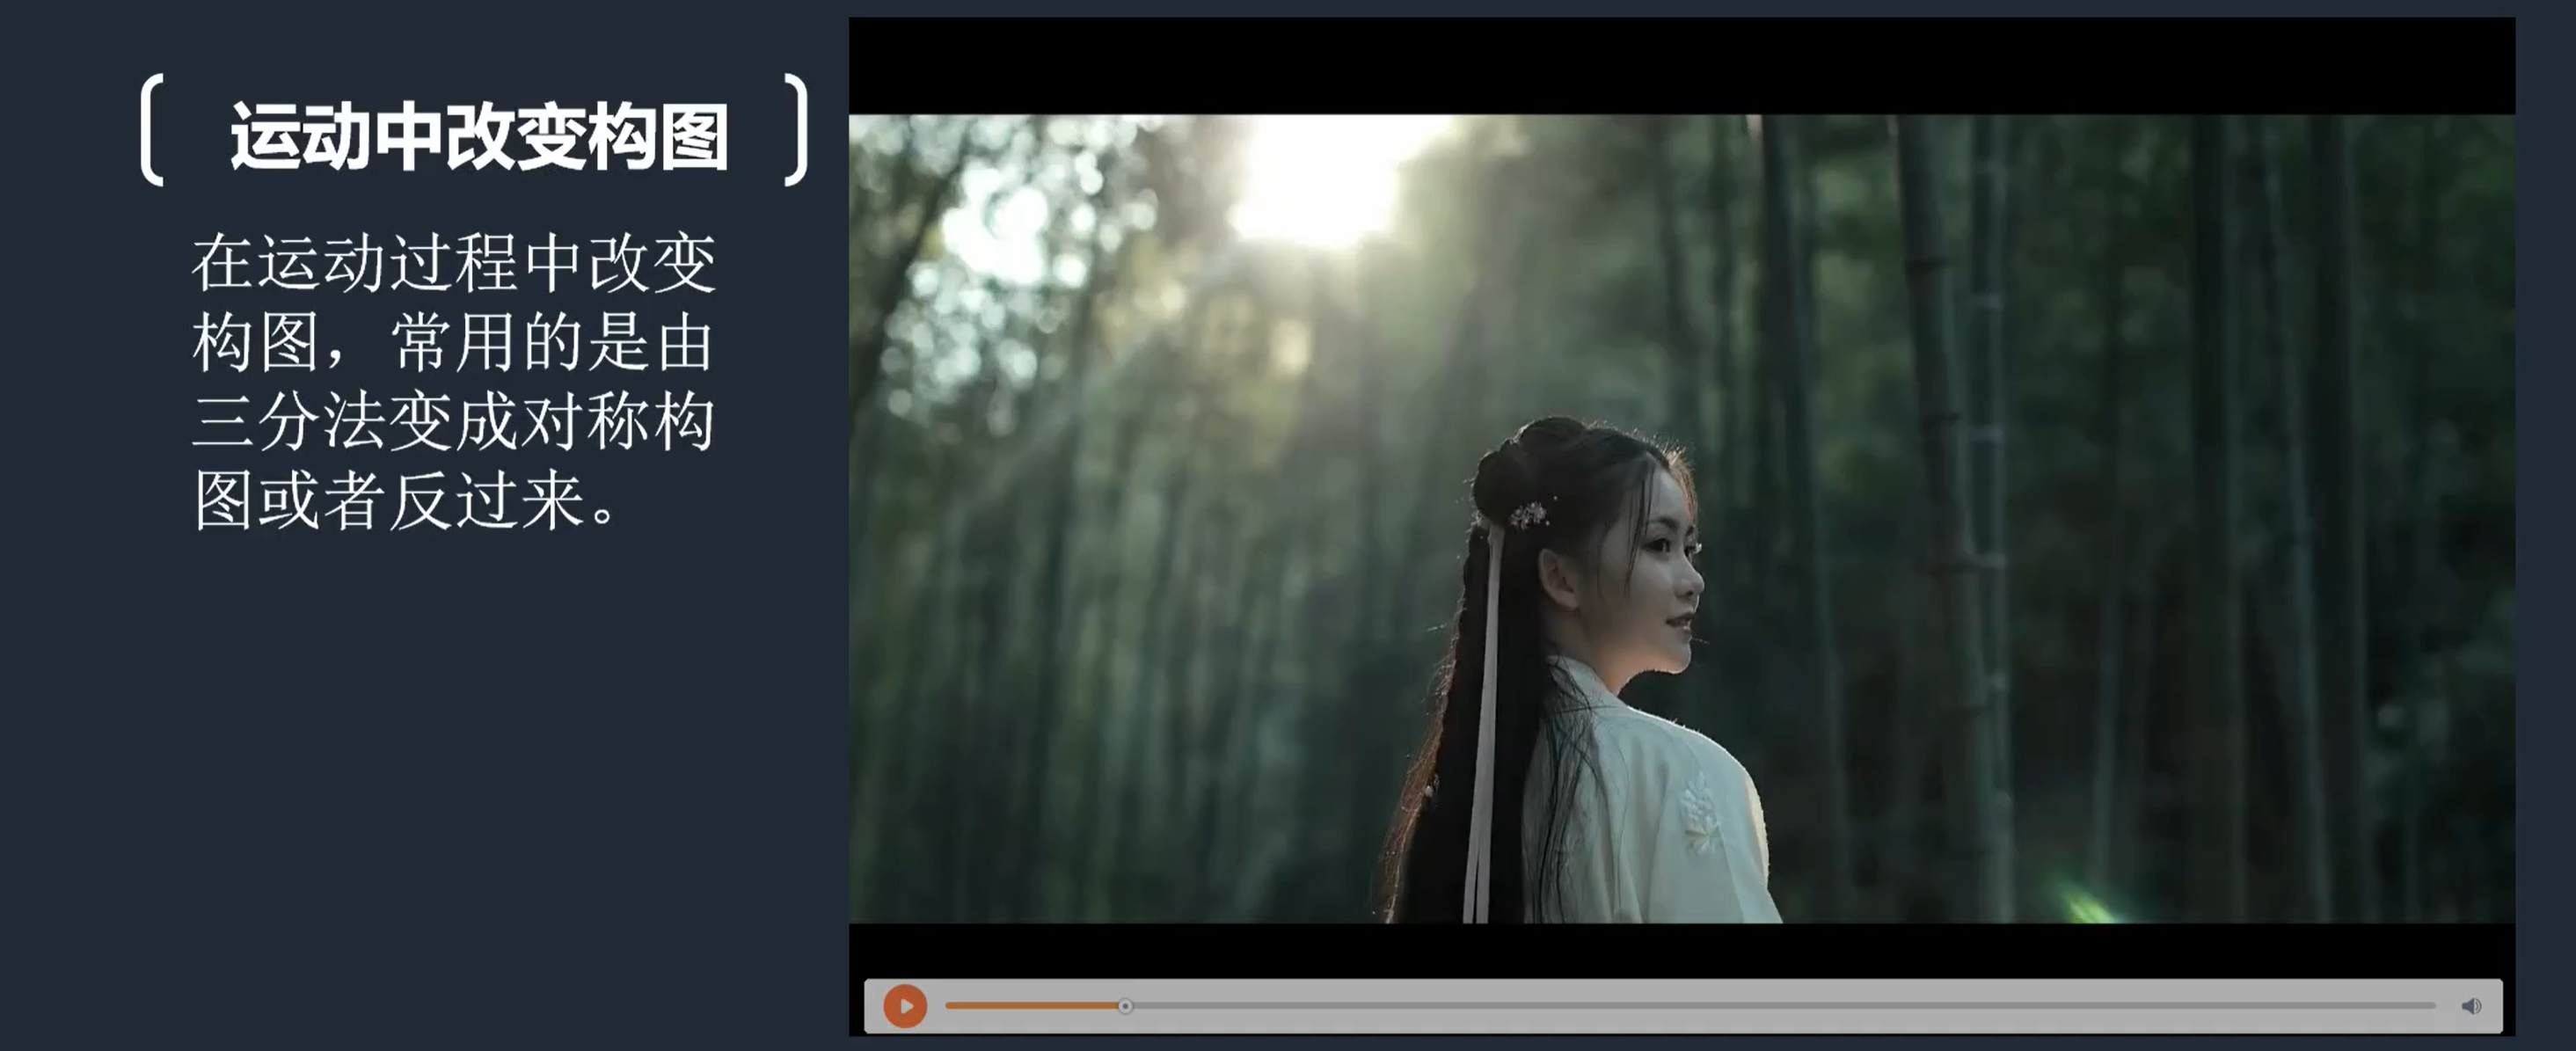 运动中改变构图
在运动过程中改变
构图，常用的是由
三分法变成对称构
图或者反过来。